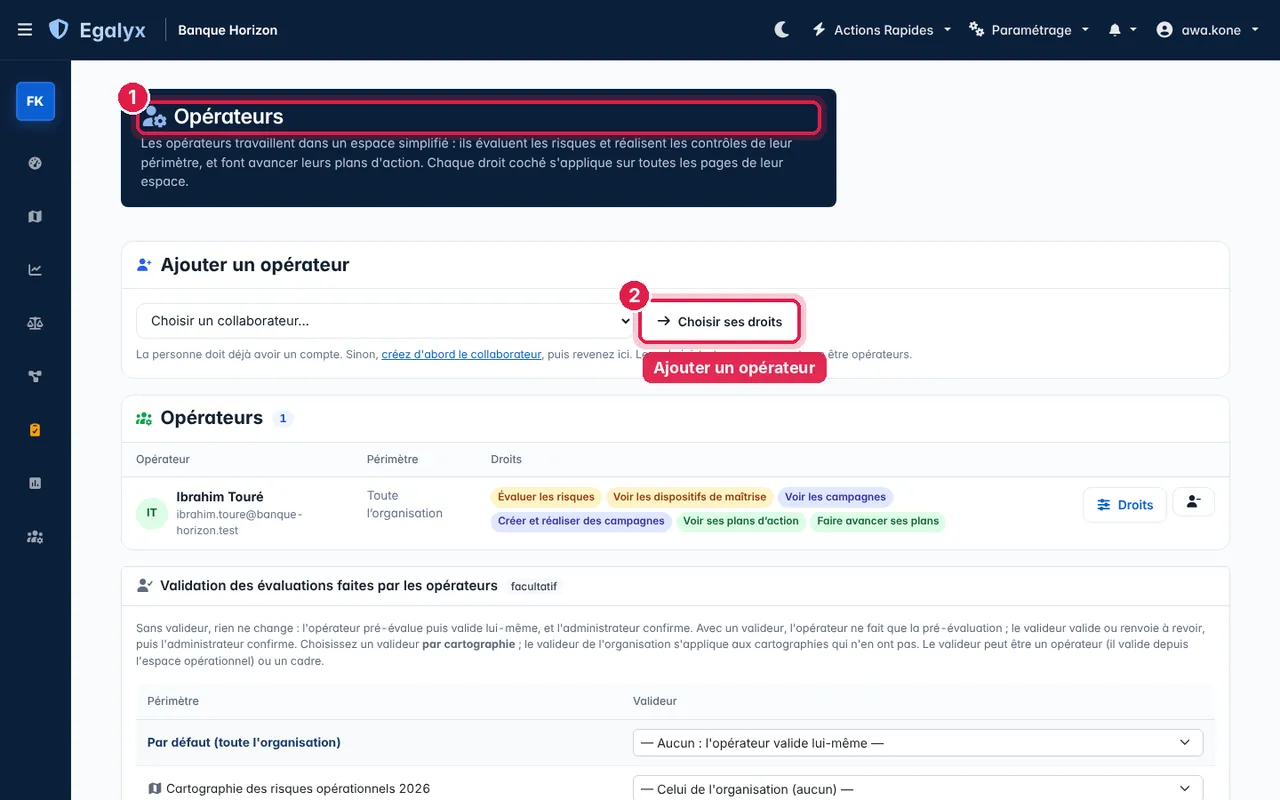 Egalyx
Banque Horizon
Actions Rapides
Paramétrage
awa.kone
FK
1
Opérateurs
Les opérateurs travaillent dans un espace simplifié : ils évaluent les risques et réalisent les contrôles de leur
périmètre, et font avancer leurs plans d'action. Chaque droit coché s'applique sur toutes les pages de leur
espace.
Ajouter un opérateur
2
Choisir un collaborateur...
Choisir ses droits
La personne doit déjà avoir un compte. Sinon, créez d'abord le collaborateur, puis revenez ici. être opérateurs.
Ajouter un opérateur
Opérateurs 1
Opérateur Périmètre Droits
IT
Ibrahim Touré
ibrahim.toure@banque-
horizon.test
Toute
l'organisation
Évaluer les risques Voir les dispositifs de maîtrise Voir les campagnes
Créer et réaliser des campagnes Voir ses plans d'action Faire avancer ses plans
Droits
Validation des évaluations faites par les opérateurs facultatif
Sans valideur, rien ne change : l'opérateur pré-évalue puis valide lui-même, et l'administrateur confirme. Avec un valideur, l'opérateur ne fait que la pré-évaluation ; le valideur valide ou renvoie à revoir,
puis l'administrateur confirme. Choisissez un valideur par cartographie ; le valideur de l'organisation s'applique aux cartographies qui n'en ont pas. Le valideur peut être un opérateur (il valide depuis
l'espace opérationnel) ou un cadre.
Périmètre Valideur
Par défaut (toute l'organisation) — Aucun : l'opérateur valide lui-même —
Cartographie des risques opérationnels 2026 — Celui de l'organisation (aucun) —